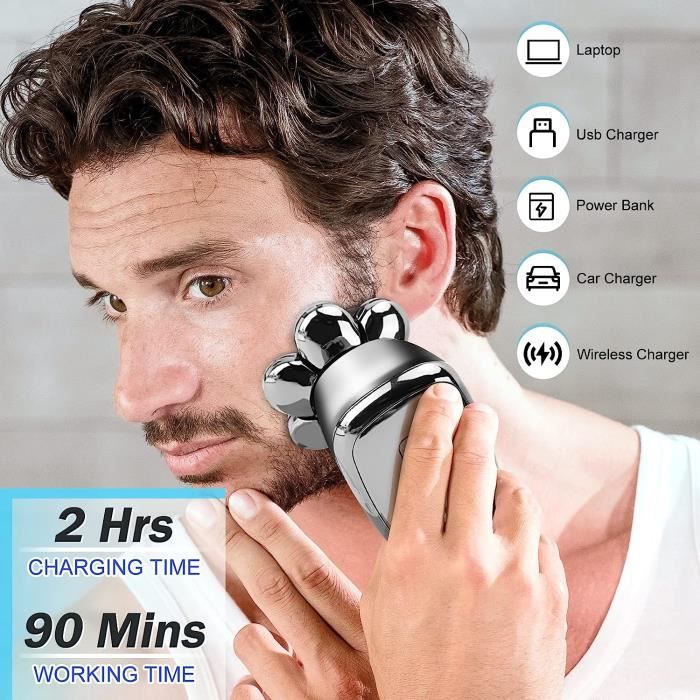 Laptop
Usb Charger
Power Bank
Car Charger
Wireless Charger
2 Hrs
CHARGING TIME
90 Mins
WORKING TIME